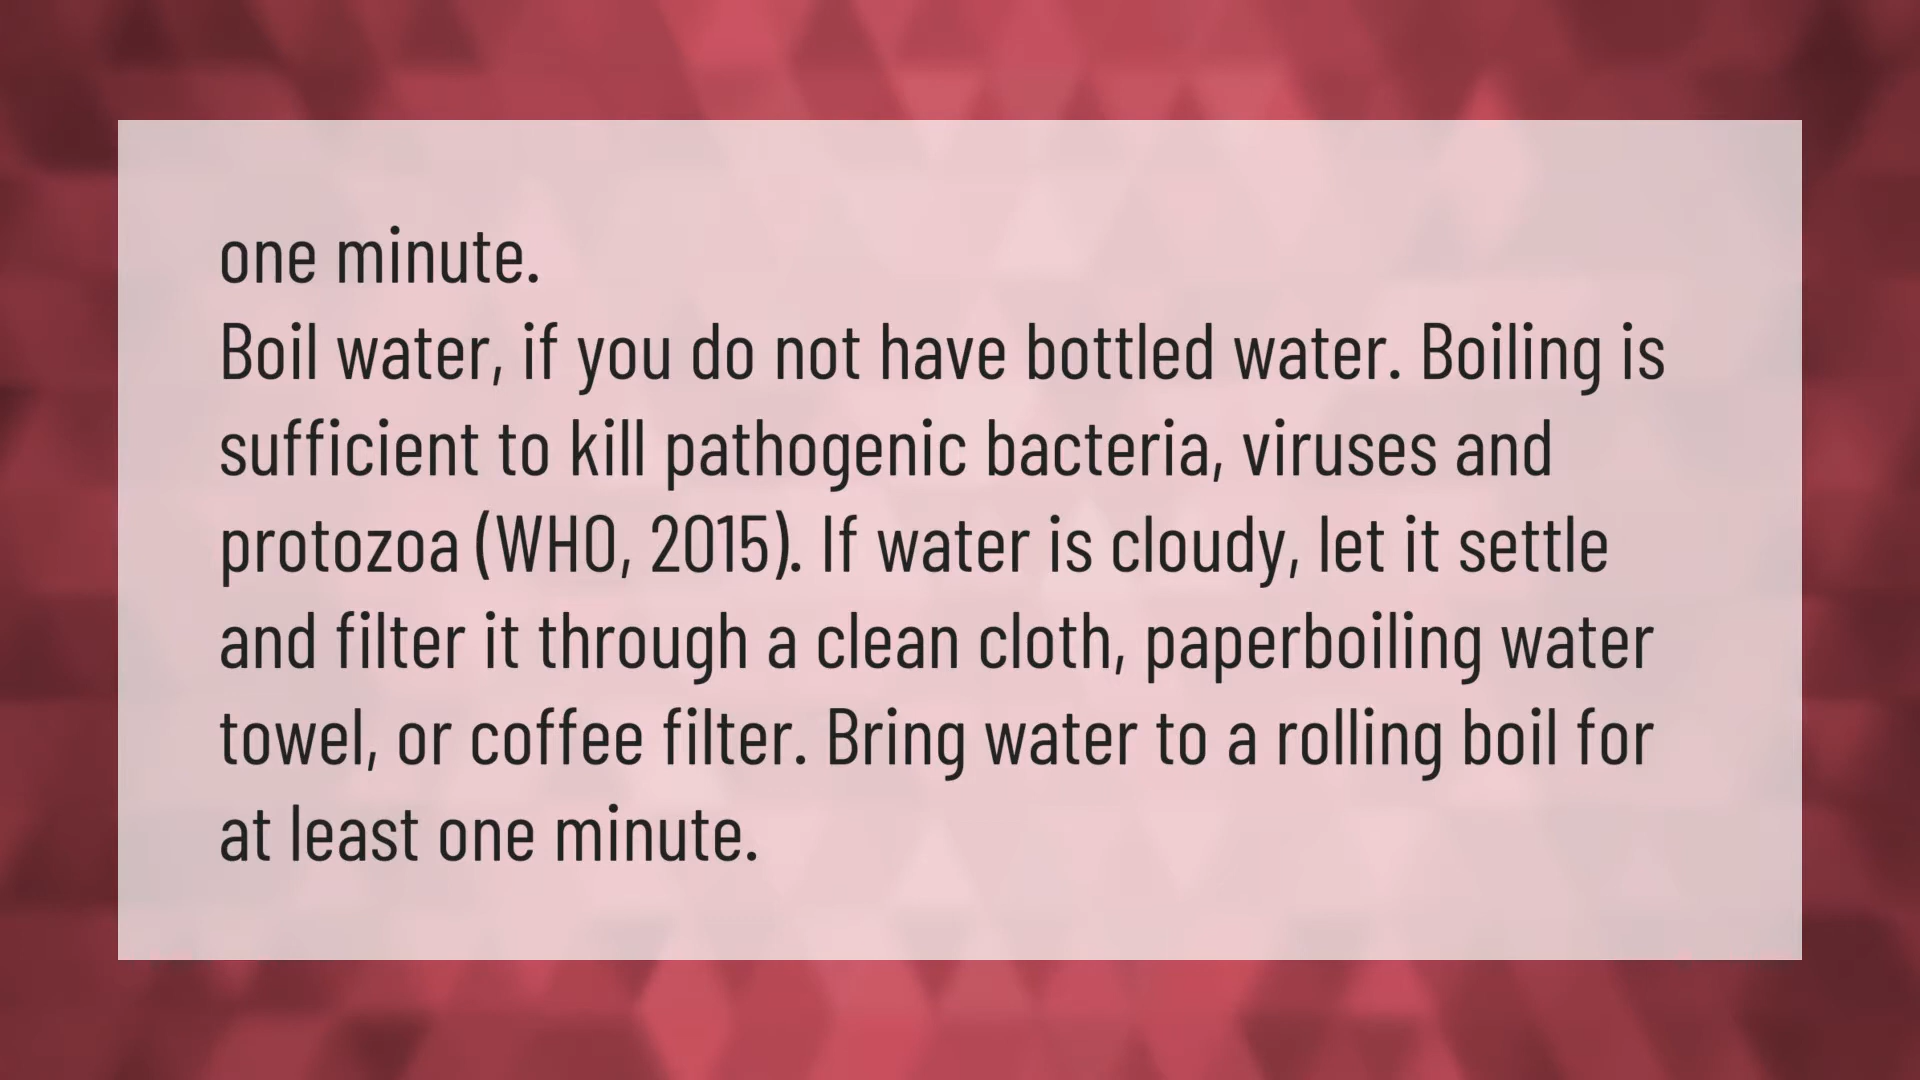 one minute.
Boil water, if you do not have bottled water. Boiling is
sufficient to kill pathogenic bacteria, viruses and
protozoa (WHO, 2015). If water is cloudy, let it settle
and filter it through a clean cloth, paperboiling water
towel, or coffee filter. Bring water to a rolling boil for
at least one minute.